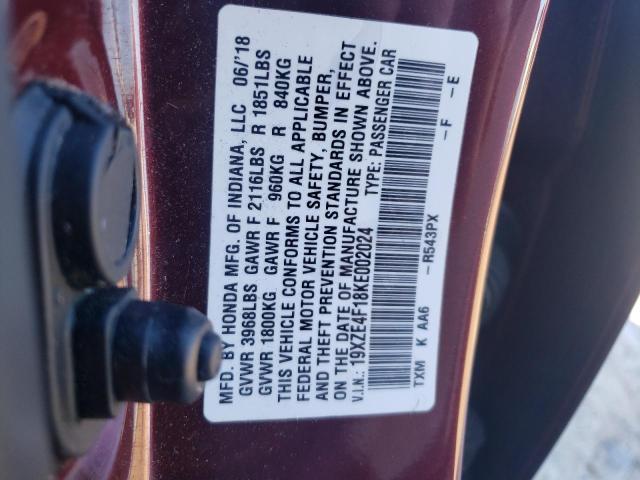 MFD. BY HONDA MFG. OF INDIANA, LLC 06/'18
GVWR 3968LBS GAWR F 2116LBS R 1851LBS
GVWR 1800KG GAWR F 960KG R 840KG
THIS VEHICLE CONFORMS TO ALL APPLICABLE
FEDERAL MOTOR VEHICLE SAFETY, BUMPER,
AND THEFT PREVENTION STANDARDS IN EFFECT
ON THE DATE OF MANUFACTURE SHOWN ABOVE.
V.I.N.: 19XZE4F18KE002024 TYPE: PASSENGER CAR
TXM K AA6 -R543PX -F -E